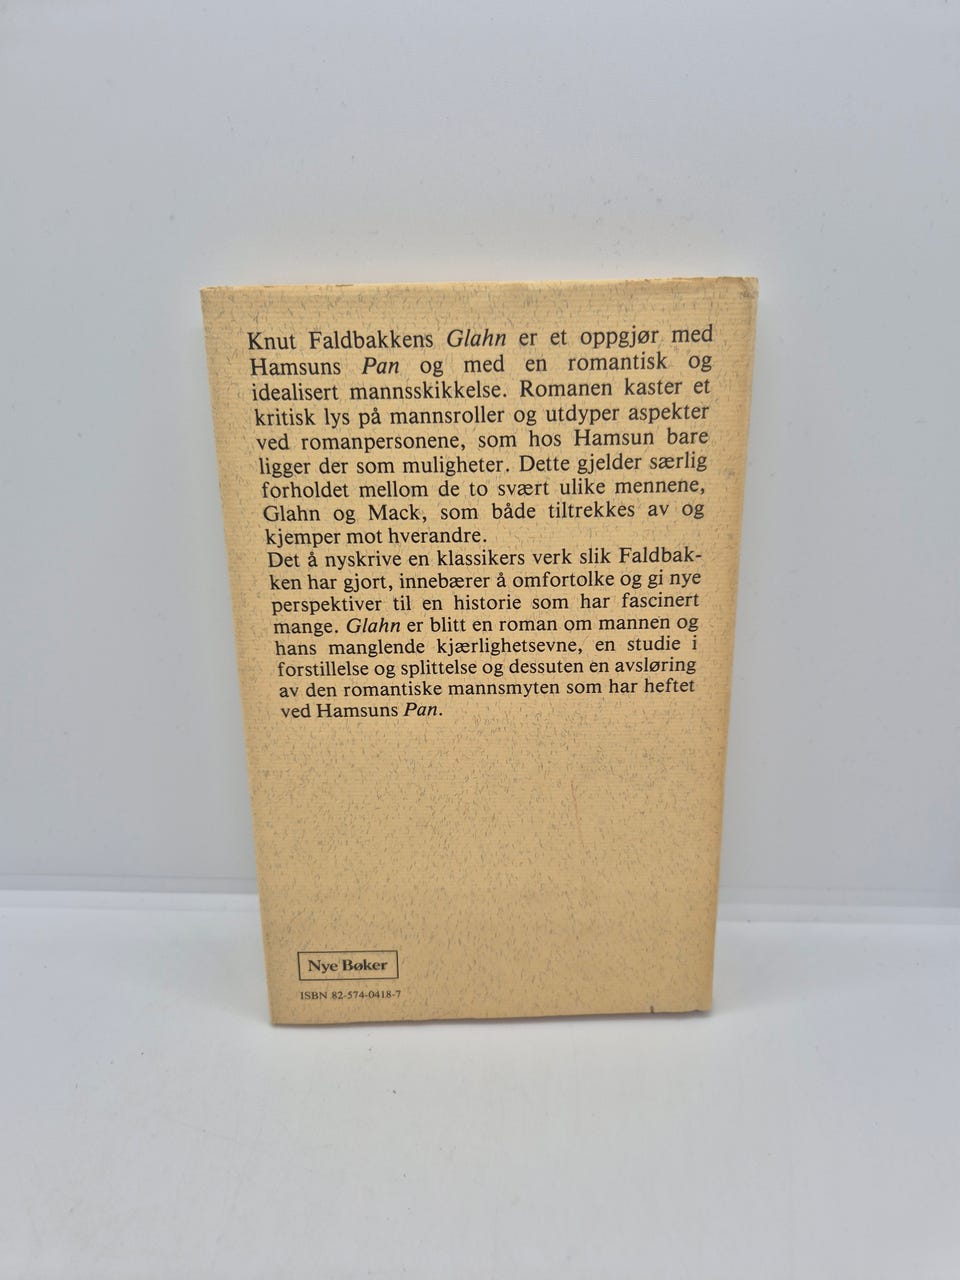 Knut Faldbakkens Glahn er et oppgjør med
Hamsuns Pan og med en romantisk og
idealisert mannsskikkelse. Romanen kaster et
kritisk lys på mannsroller og utdyper aspekter
ved romanpersonene, som hos Hamsun bare
ligger der som muligheter. Dette gjelder særlig
forholdet mellom de to svært ulike mennene,
Glahn og Mack, som både tiltrekkes av og
kjemper mot hverandre.
Det å nyskrive en klassikers verk slik Faldbak-
ken har gjort, innebærer å omfortolke og gi nye
perspektiver til en historie som har fascinert
mange. Glahn er blitt en roman om mannen og
hans manglende kjærlighetsevne, en studie i
forstillelse og splittelse og dessuten en avsløring
av den romantiske mannsmyten som har heftet
ved Hamsuns Pan.
Nye Bøker
ISBN 82-574-0418-7